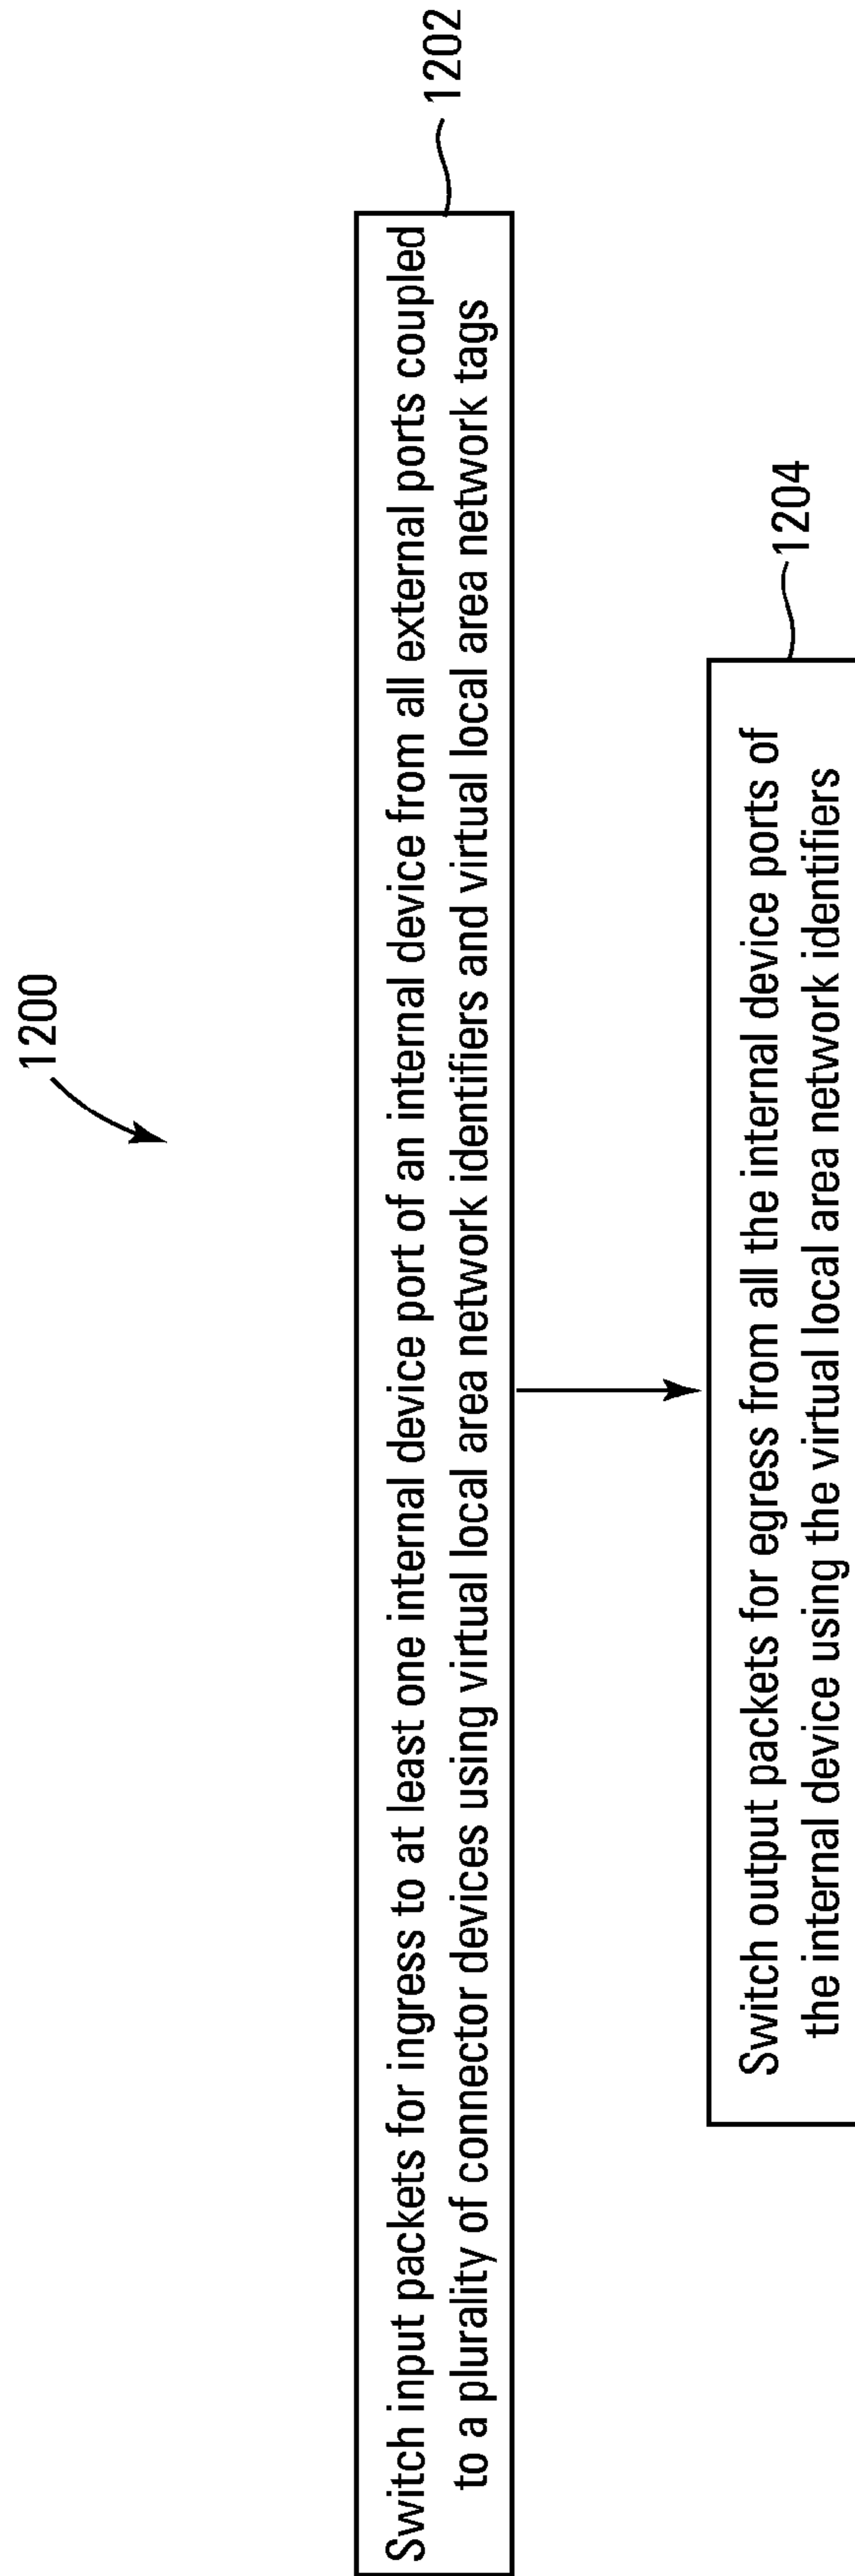 1200
1202
Switch input packets for ingress to at least one internal device port of an internal device from all external ports coupled
to a plurality of connector devices using virtual local area network identifiers and virtual local area network tags
1204
Switch output packets for egress from all the internal device ports of
the internal device using the virtual local area network identifiers